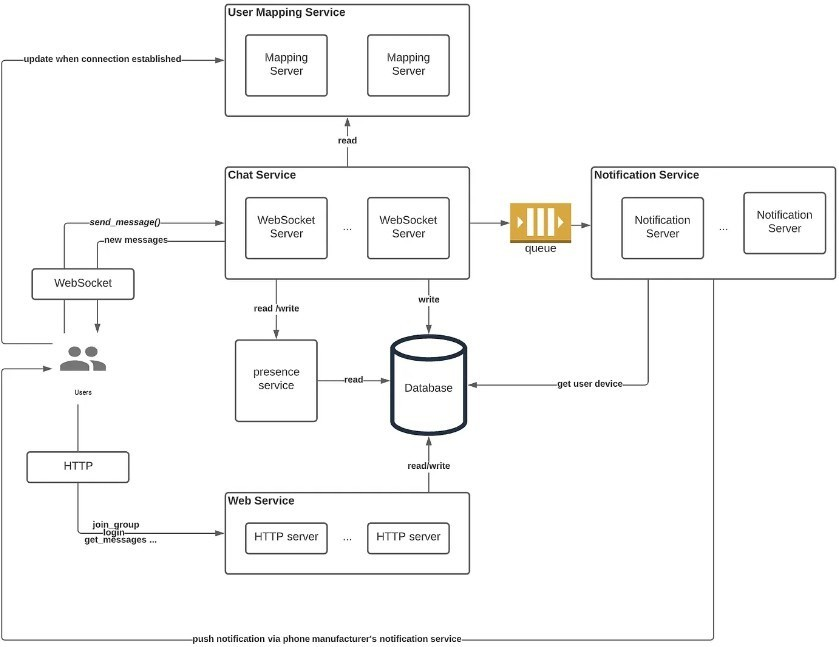 User Mapping Service
Mapping
Server
Mapping
Server
update when connection established
read
Chat Service
WebSocket
Server
...
WebSocket
Server
send_message()
new messages
WebSocket
queue
Notification Service
Notification
Server
...
Notification
Server
read /write
write
presence
service
read
Database
get user device
Users
HTTP
read/write
join_group
login
get_messages ...
Web Service
HTTP server
...
HTTP server
push notification via phone manufacturer's notification service